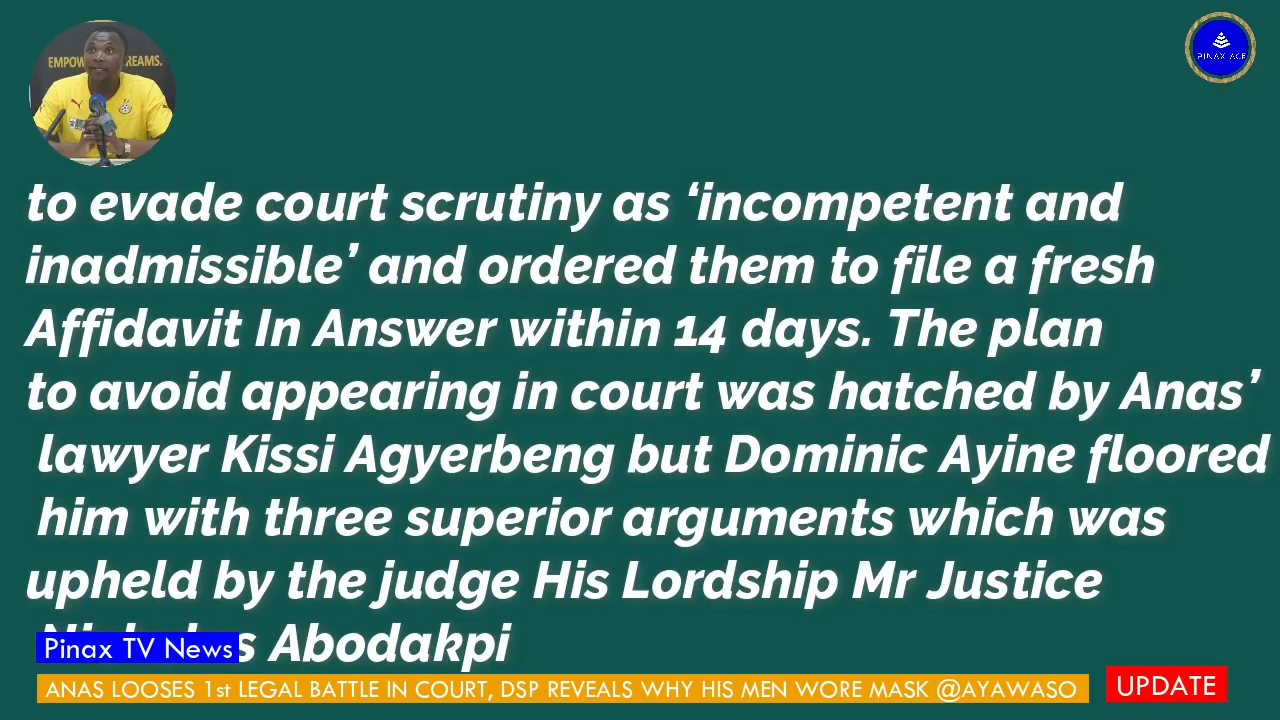 EMPOW REAMS.
PINAX ACE
to evade court scrutiny as ‘incompetent and
inadmissible’ and ordered them to file a fresh
Affidavit In Answer within 14 days. The plan
to avoid appearing in court was hatched by Anas’
lawyer Kissi Agyerbeng but Dominic Ayine floored
him with three superior arguments which was
upheld by the judge His Lordship Mr Justice
Abodakpi
Pinax TV News
ANAS LOOSES 1st LEGAL BATTLE IN COURT, DSP REVEALS WHY HIS MEN WORE MASK @AYAWASO
UPDATE